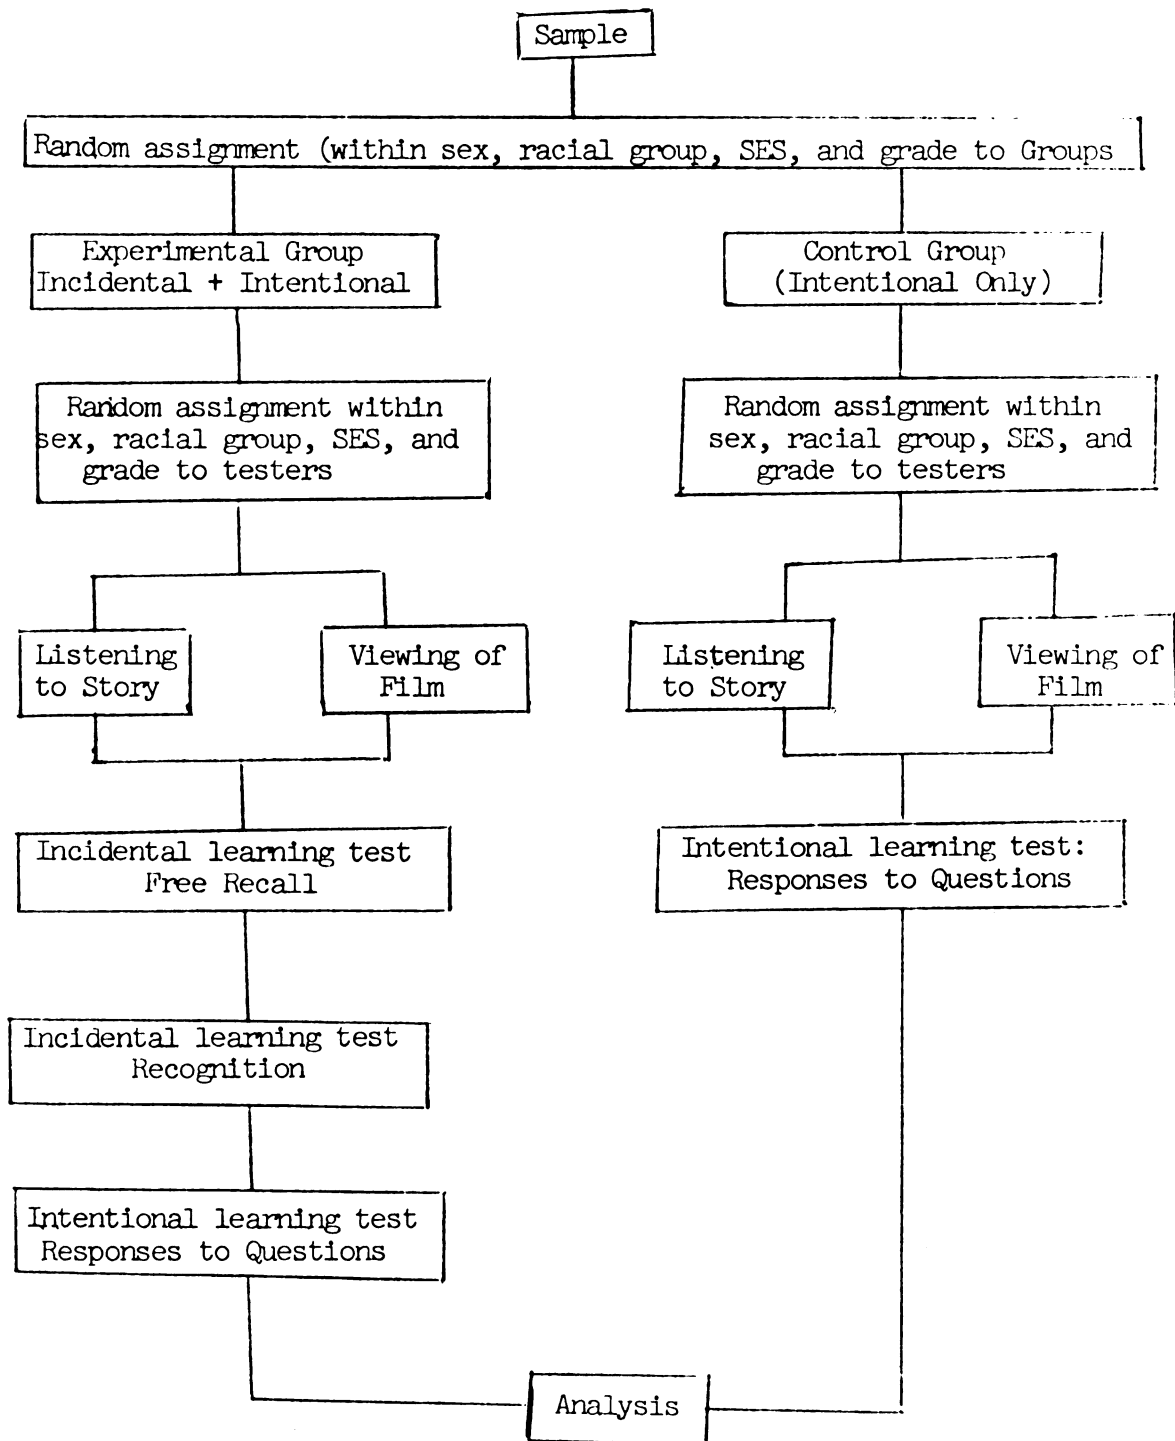 Sample
Random assignment (within sex, racial group, SES, and grade to Groups
Experimental Group
Incidental + Intentional
Control Group
(Intentional Only)
Random assignment within
sex, racial group, SES, and
grade to testers
Random assignment within
sex, racial group, SES, and
grade to testers
Listening
to Story
Viewing of
Film
Listening
to Story
Viewing of
Film
Incidental learning test
Free Recall
Intentional learning test:
Responses to Questions
Incidental learning test
Recognition
Intentional learning test
Responses to Questions
Analysis